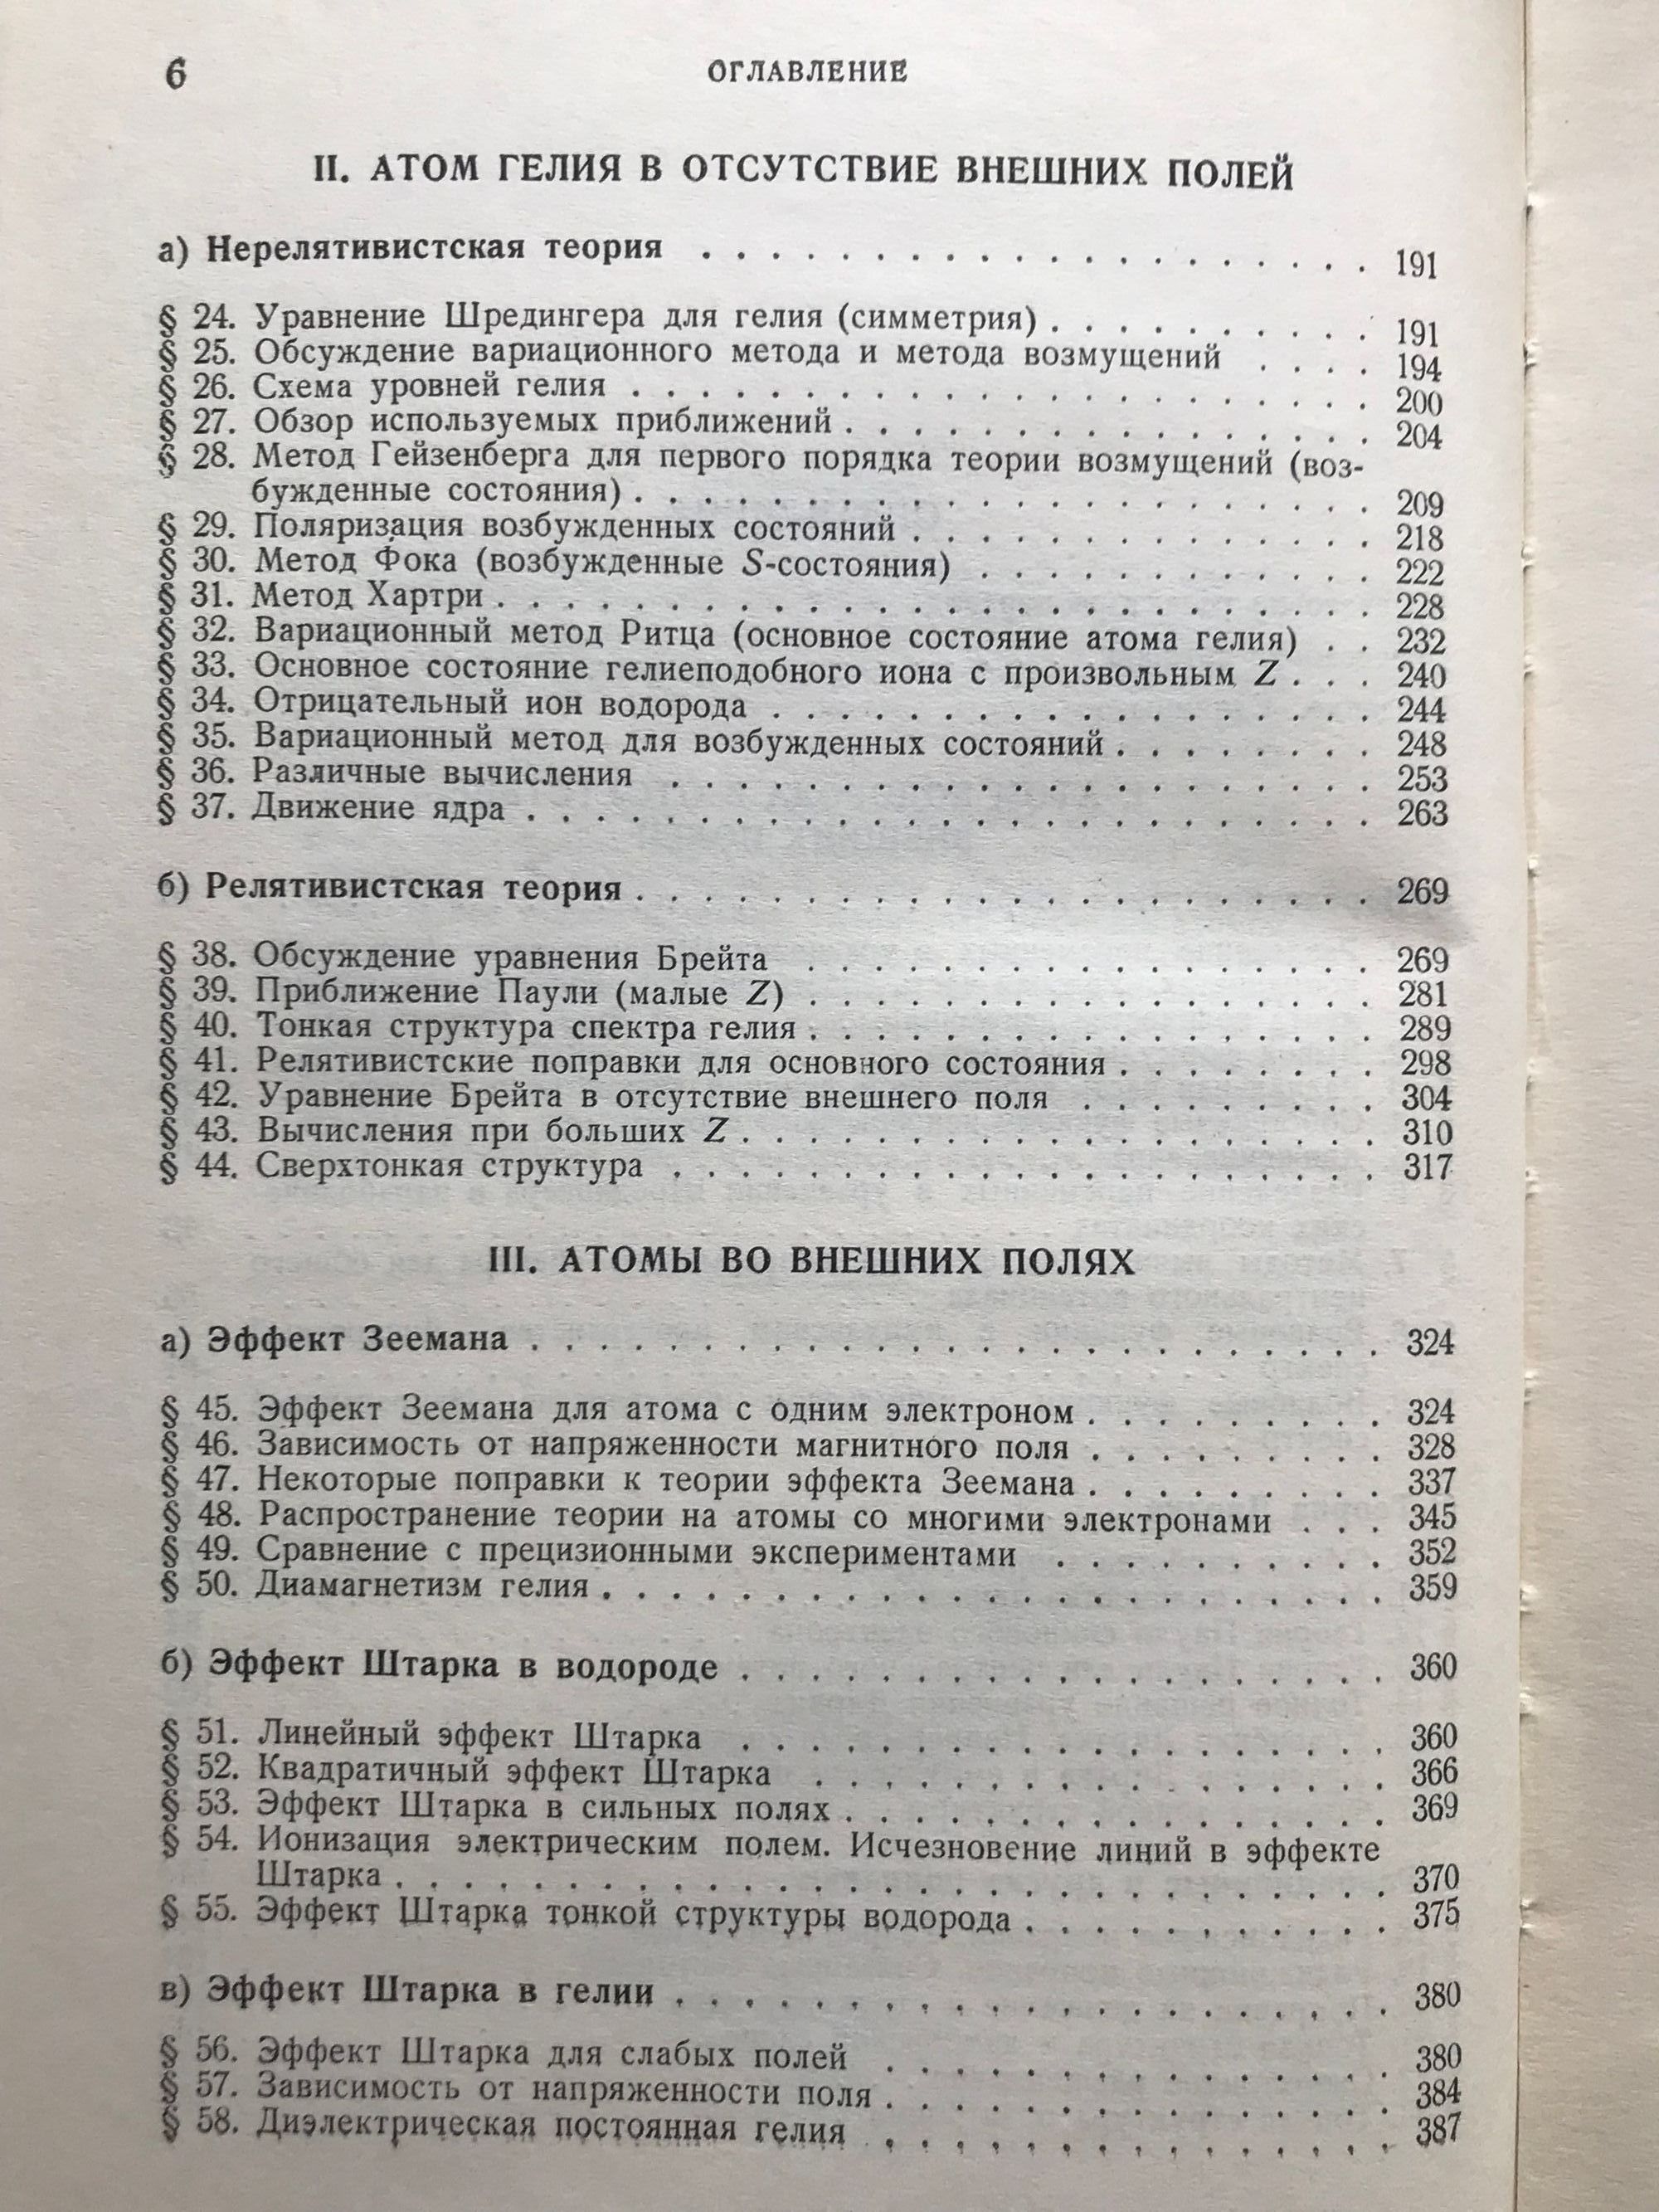 6
ОГЛАВЛЕНИЕ
II. АТОМ ГЕЛИЯ В ОТСУТСТВИЕ ВНЕШНИХ ПОЛЕЙ
а) Нерелятивистская теория . . . . . . . . . . . . . . . . . . . . 191
§ 24. Уравнение Шредингера для гелия (симметрия) . . . . . . . . . . 191
§ 25. Обсуждение вариационного метода и метода возмущений . . . . 194
§ 26. Схема уровней гелия . . . . . . . . . . . . . . . . . . . . . . 200
§ 27. Обзор используемых приближений . . . . . . . . . . . . . . . . 204
§ 28. Метод Гейзенберга для первого порядка теории возмущений (воз-
бужденные состояния) . . . . . . . . . . . . . . . . . . . . . . 209
§ 29. Поляризация возбужденных состояний . . . . . . . . . . . . . . 218
§ 30. Метод Фока (возбужденные S-состояния) . . . . . . . . . . . . 222
§ 31. Метод Хартри . . . . . . . . . . . . . . . . . . . . . . . . . . 228
§ 32. Вариационный метод Ритца (основное состояние атома гелия) . . 232
§ 33. Основное состояние гелиеподобного иона с произвольным Z . . . 240
§ 34. Отрицательный ион водорода . . . . . . . . . . . . . . . . . . 244
§ 35. Вариационный метод для возбужденных состояний . . . . . . . . 248
§ 36. Различные вычисления . . . . . . . . . . . . . . . . . . . . . 253
§ 37. Движение ядра . . . . . . . . . . . . . . . . . . . . . . . . . 263
б) Релятивистская теория . . . . . . . . . . . . . . . . . . . . . . 269
§ 38. Обсуждение уравнения Брейта . . . . . . . . . . . . . . . . . 269
§ 39. Приближение Паули (малые Z) . . . . . . . . . . . . . . . . . 281
§ 40. Тонкая структура спектра гелия . . . . . . . . . . . . . . . . . 289
§ 41. Релятивистские поправки для основного состояния . . . . . . . . 298
§ 42. Уравнение Брейта в отсутствие внешнего поля . . . . . . . . . 304
§ 43. Вычисления при больших Z . . . . . . . . . . . . . . . . . . . 310
§ 44. Сверхтонкая структура . . . . . . . . . . . . . . . . . . . . . 317
III. АТОМЫ ВО ВНЕШНИХ ПОЛЯХ
а) Эффект Зеемана . . . . . . . . . . . . . . . . . . . . . . . . . 324
§ 45. Эффект Зеемана для атома с одним электроном . . . . . . . . . 324
§ 46. Зависимость от напряженности магнитного поля . . . . . . . . . 328
§ 47. Некоторые поправки к теории эффекта Зеемана . . . . . . . . . 337
§ 48. Распространение теории на атомы со многими электронами . . . 345
§ 49. Сравнение с прецизионными экспериментами . . . . . . . . . . 352
§ 50. Диамагнетизм гелия . . . . . . . . . . . . . . . . . . . . . . . 359
б) Эффект Штарка в водороде . . . . . . . . . . . . . . . . . . . 360
§ 51. Линейный эффект Штарка . . . . . . . . . . . . . . . . . . . 360
§ 52. Квадратичный эффект Штарка . . . . . . . . . . . . . . . . . 366
§ 53. Эффект Штарка в сильных полях . . . . . . . . . . . . . . . . 369
§ 54. Ионизация электрическим полем. Исчезновение линий в эффекте
Штарка . . . . . . . . . . . . . . . . . . . . . . . . . . . . . 370
§ 55. Эффект Штарка тонкой структуры водорода . . . . . . . . . . . 375
в) Эффект Штарка в гелии . . . . . . . . . . . . . . . . . . . . . 380
§ 56. Эффект Штарка для слабых полей . . . . . . . . . . . . . . . 380
§ 57. Зависимость от напряженности поля . . . . . . . . . . . . . . . 384
§ 58. Диэлектрическая постоянная гелия . . . . . . . . . . . . . . . 387